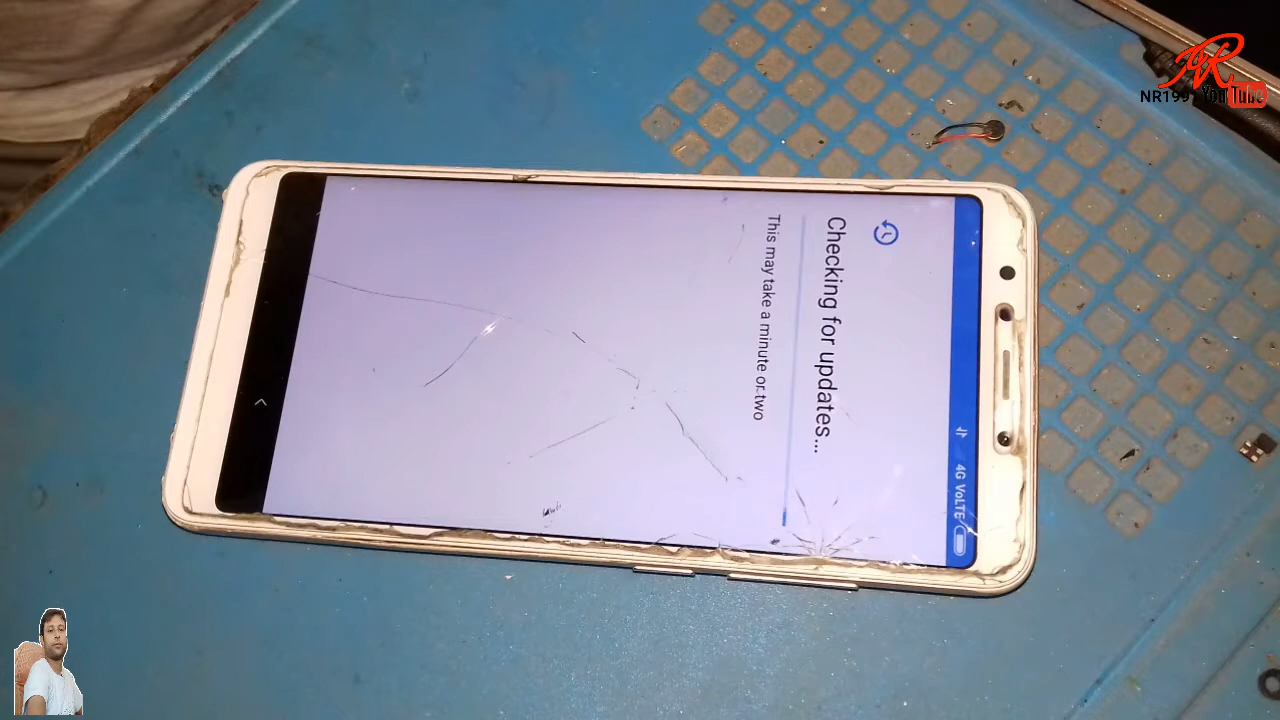 4G VoLTE
Checking for updates...
This may take a minute or two
NR199 YouTube